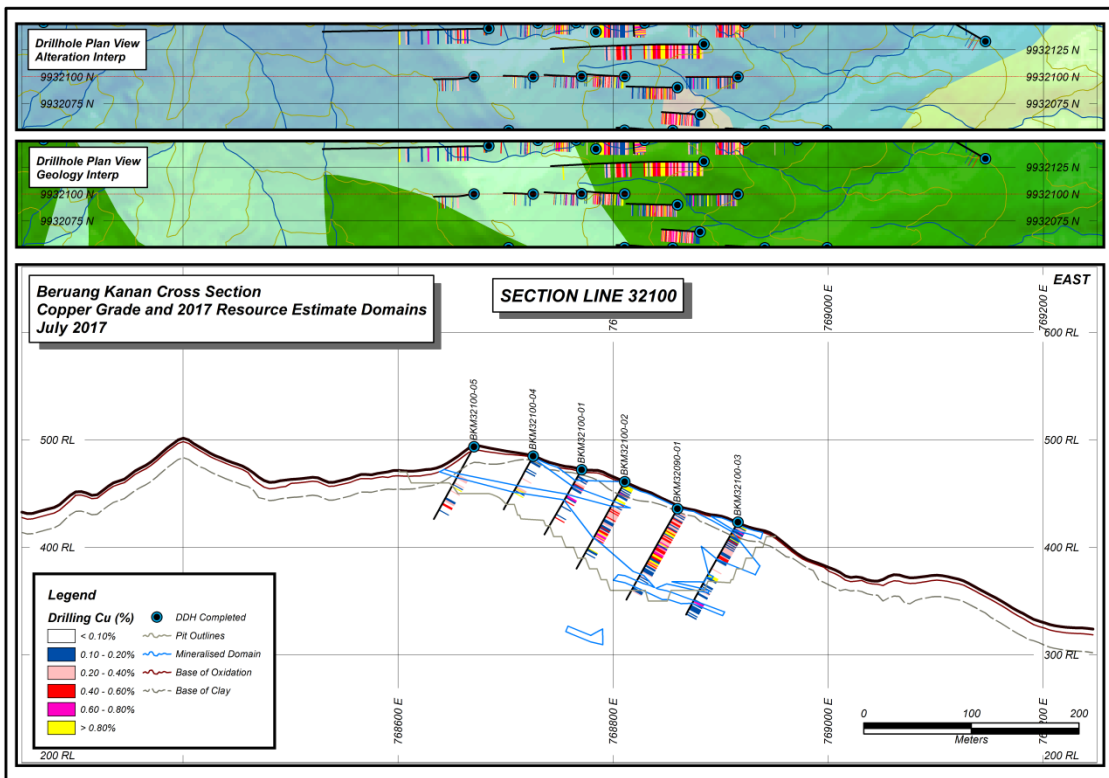 Drillhole Plan View
Alteration Interp
9932125 N
9932125 N
9932100 N
9932100 N
9932075 N
9932075 N
Drillhole Plan View
Geology Interp
9932125 N
9932125 N
9932100 N
9932100 N
9932075 N
9932075 N
Beruang Kanan Cross Section
Copper Grade and 2017 Resource Estimate Domains
July 2017
SECTION LINE 32100
EAST
769000 E
769200 E
600 RL
BKM32100-05
BKM32100-04
BKM32100-01
BKM32100-02
BKM32090-01
BKM32100-03
500 RL
500 RL
400 RL
400 RL
300 RL
200 RL
200 RL
Legend
Drilling Cu (%)
DDH Completed
< 0.10%
Pit Outlines
0.10 - 0.20%
Mineralised Domain
0.20 - 0.40%
Base of Oxidation
0.40 - 0.60%
Base of Clay
0.60 - 0.80%
> 0.80%
768600 E
768800 E
769000 E
769200 E
0
100
200
Meters